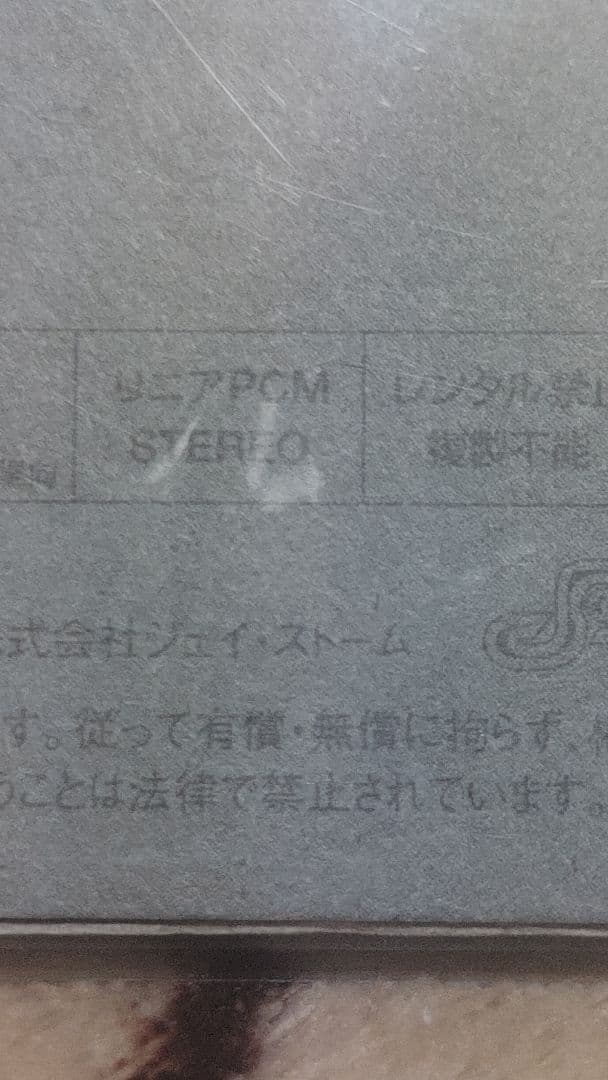 リニアPCM レンタル禁止
STEREO 複製不能
式会社ジェイ・ストーム
す。従って有償・無償に拘らず、
うことは法律で禁止されています。